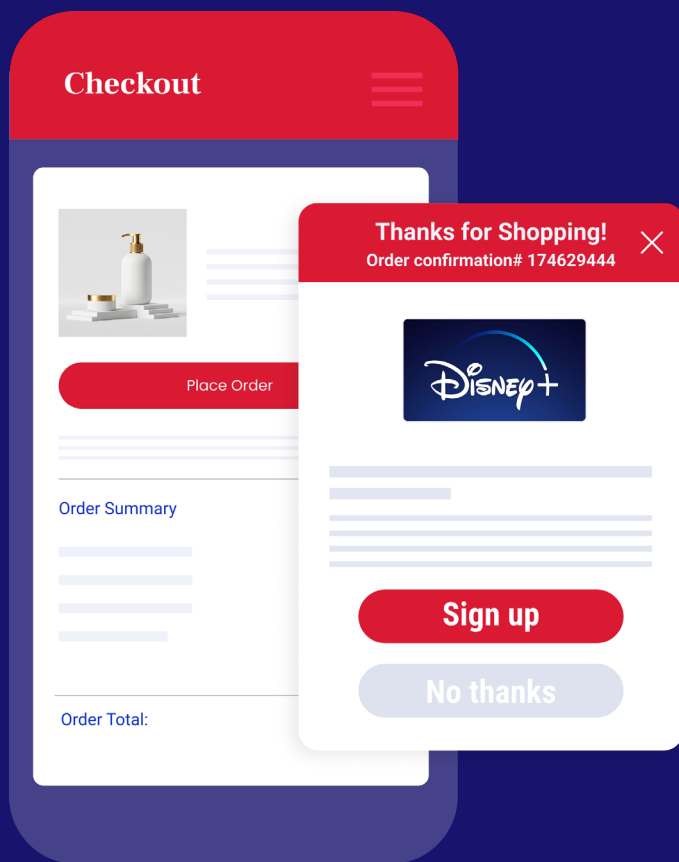 Checkout
Place Order
Order Summary
Order Total:
Thanks for Shopping!
Order confirmation# 174629444
Disney+
Sign up
No thanks